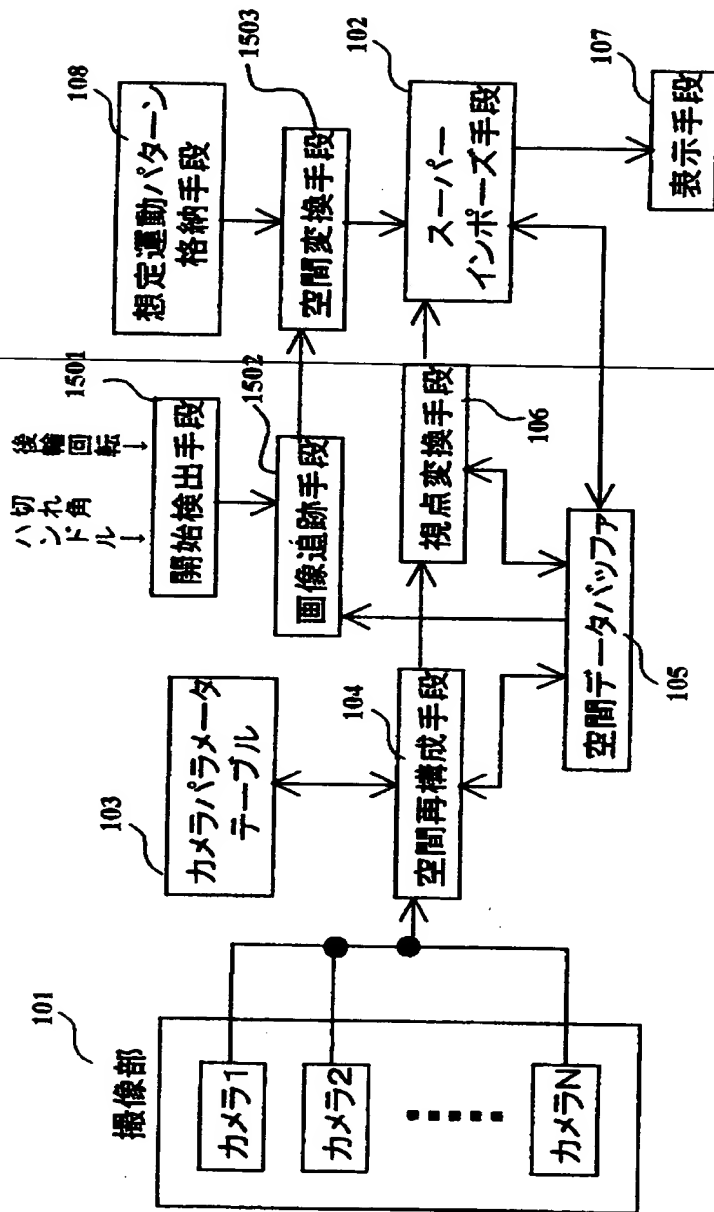 101
撮像部
カメラ1
カメラ2
カメラN
103
カメラパラメータ
テーブル
104
空間再構成手段
105
空間データバッファ
ハンドル
切れ角
後輪
回転
1501
開始検出手段
1502
画像追跡手段
106
視点変換手段
108
想定運動パターン
格納手段
1503
空間変換手段
102
スーパー
インポーズ手段
107
表示手段